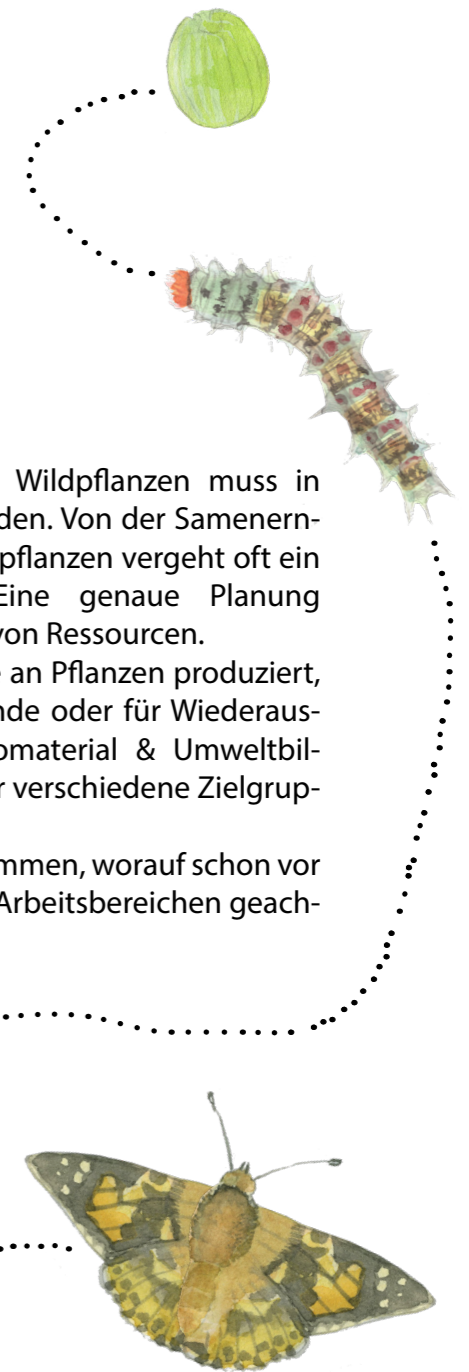 Wildpflanzen muss in
den. Von der Samenern-
pflanzen vergeht oft ein
Eine genaue Planung
von Ressourcen.
e an Pflanzen produziert,
nde oder für Wiederaus-
omaterial & Umweltbil-
r verschiedene Zielgrup-
mmen, worauf schon vor
Arbeitsbereichen geach-